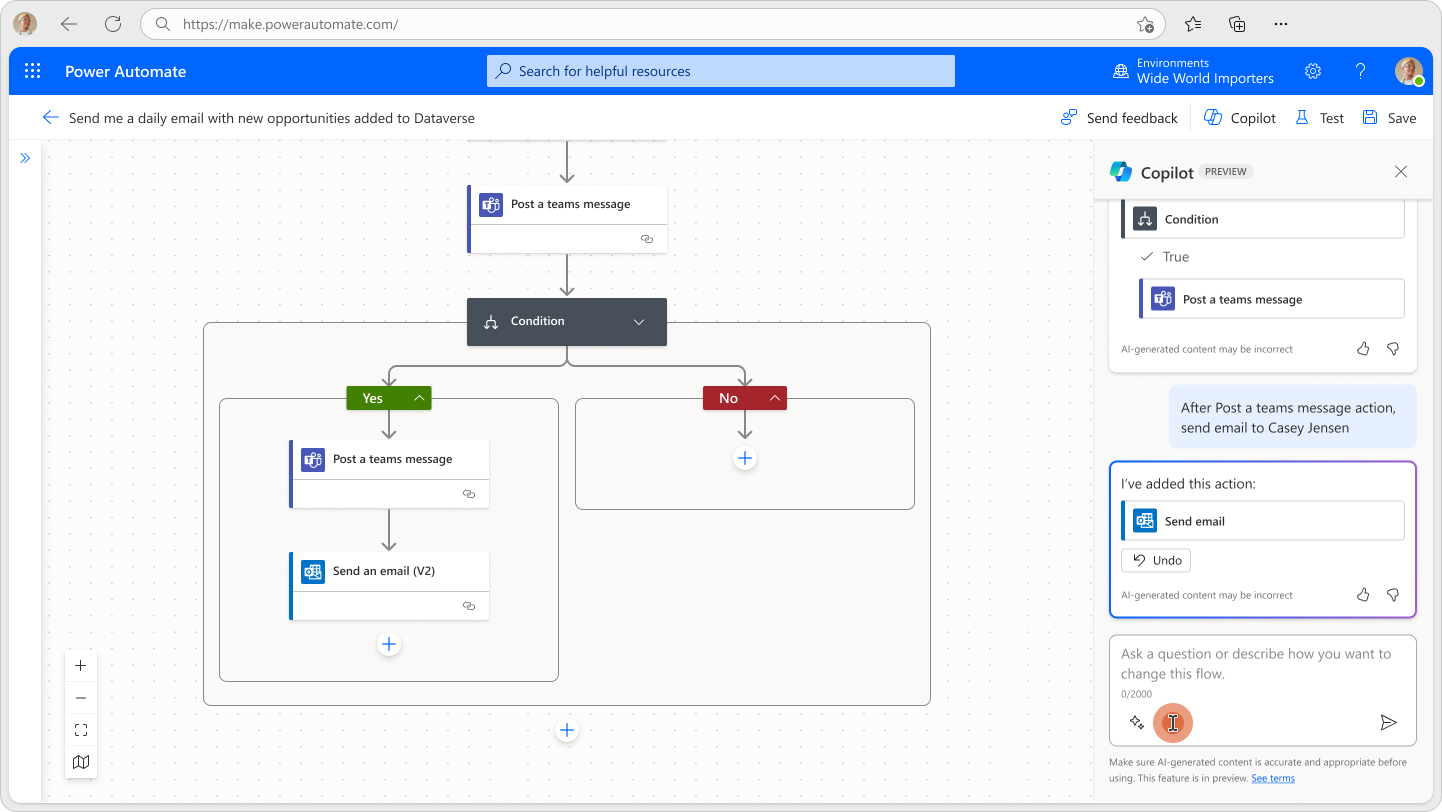 https://make.powerautomate.com/
Power Automate
Search for helpful resources
Environments
Wide World Importers
?
Send me a daily email with new opportunities added to Dataverse
Send feedback
Copilot
Test
Save
Post a teams message
Condition
Yes
No
Post a teams message
Send an email (V2)
Copilot
PREVIEW
Condition
True
Post a teams message
AI-generated content may be incorrect
After Post a teams message action,
send email to Casey Jensen
I've added this action:
Send email
Undo
AI-generated content may be incorrect
Ask a question or describe how you want to
change this flow.
0/2000
Make sure AI-generated content is accurate and appropriate before
using. This feature is in preview. See terms